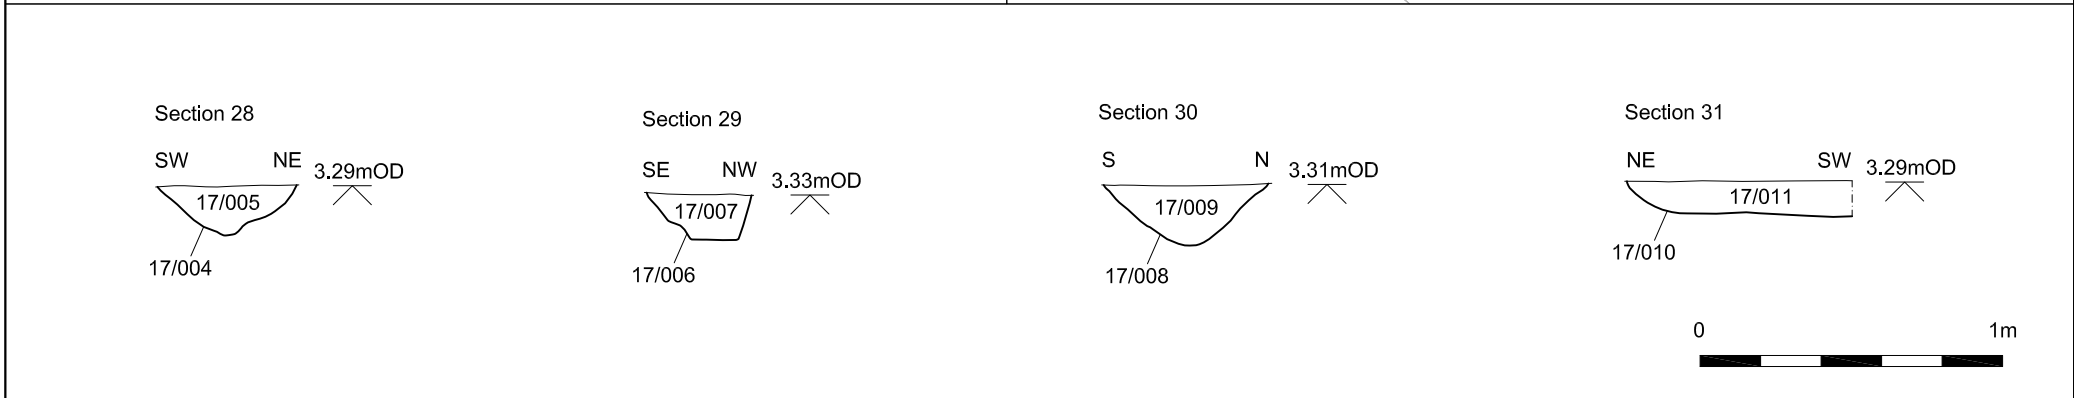 Section 28
SW NE 3.29mOD
17/005
17/004
Section 29
SE NW 3.33mOD
17/007
17/006
Section 30
S N 3.31mOD
17/009
17/008
Section 31
NE SW 3.29mOD
17/011
17/010
0 1m